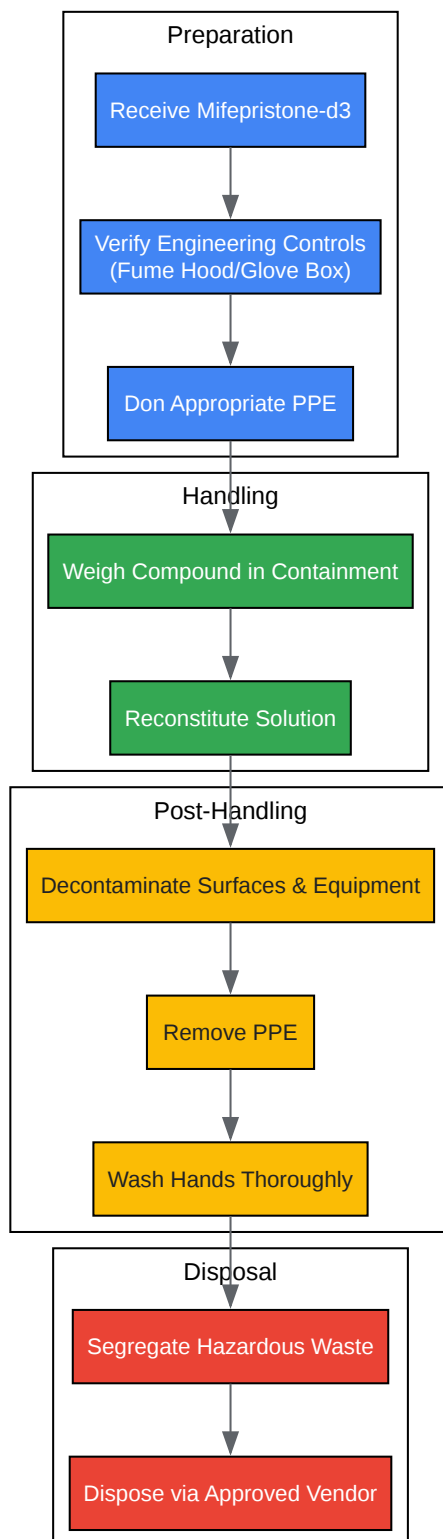 Preparation
Receive Mifepristone-d3
Verify Engineering Controls
(Fume Hood/Glove Box)
Don Appropriate PPE
Handling
Weigh Compound in Containment
Reconstitute Solution
Post-Handling
Decontaminate Surfaces & Equipment
Remove PPE
Wash Hands Thoroughly
Disposal
Segregate Hazardous Waste
Dispose via Approved Vendor